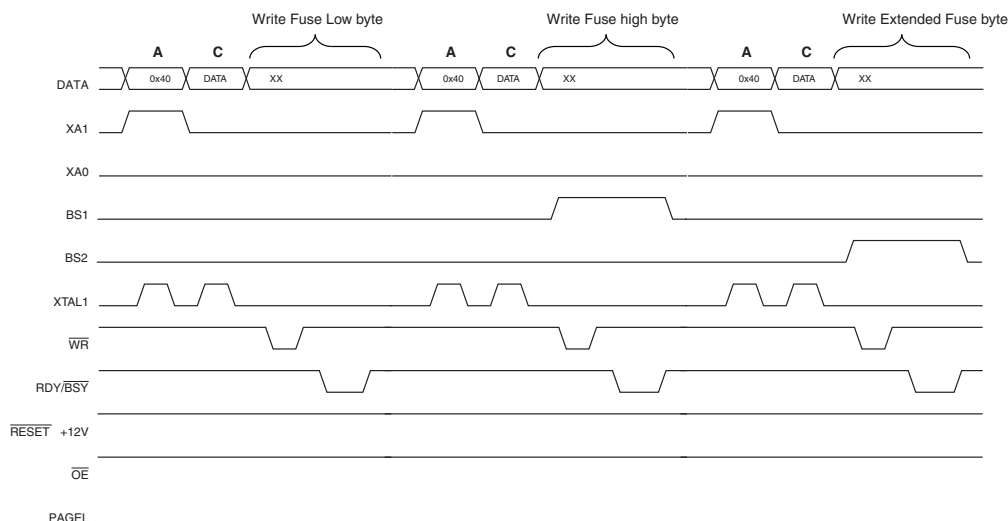 Write Fuse Low byte Write Fuse high byte Write Extended Fuse byte
A C A C A C
DATA 0x40 DATA XX 0x40 DATA XX 0x40 DATA XX
XA1
XA0
BS1
BS2
XTAL1
WR
RDY/BSY
RESET +12V
OE
PAGEL